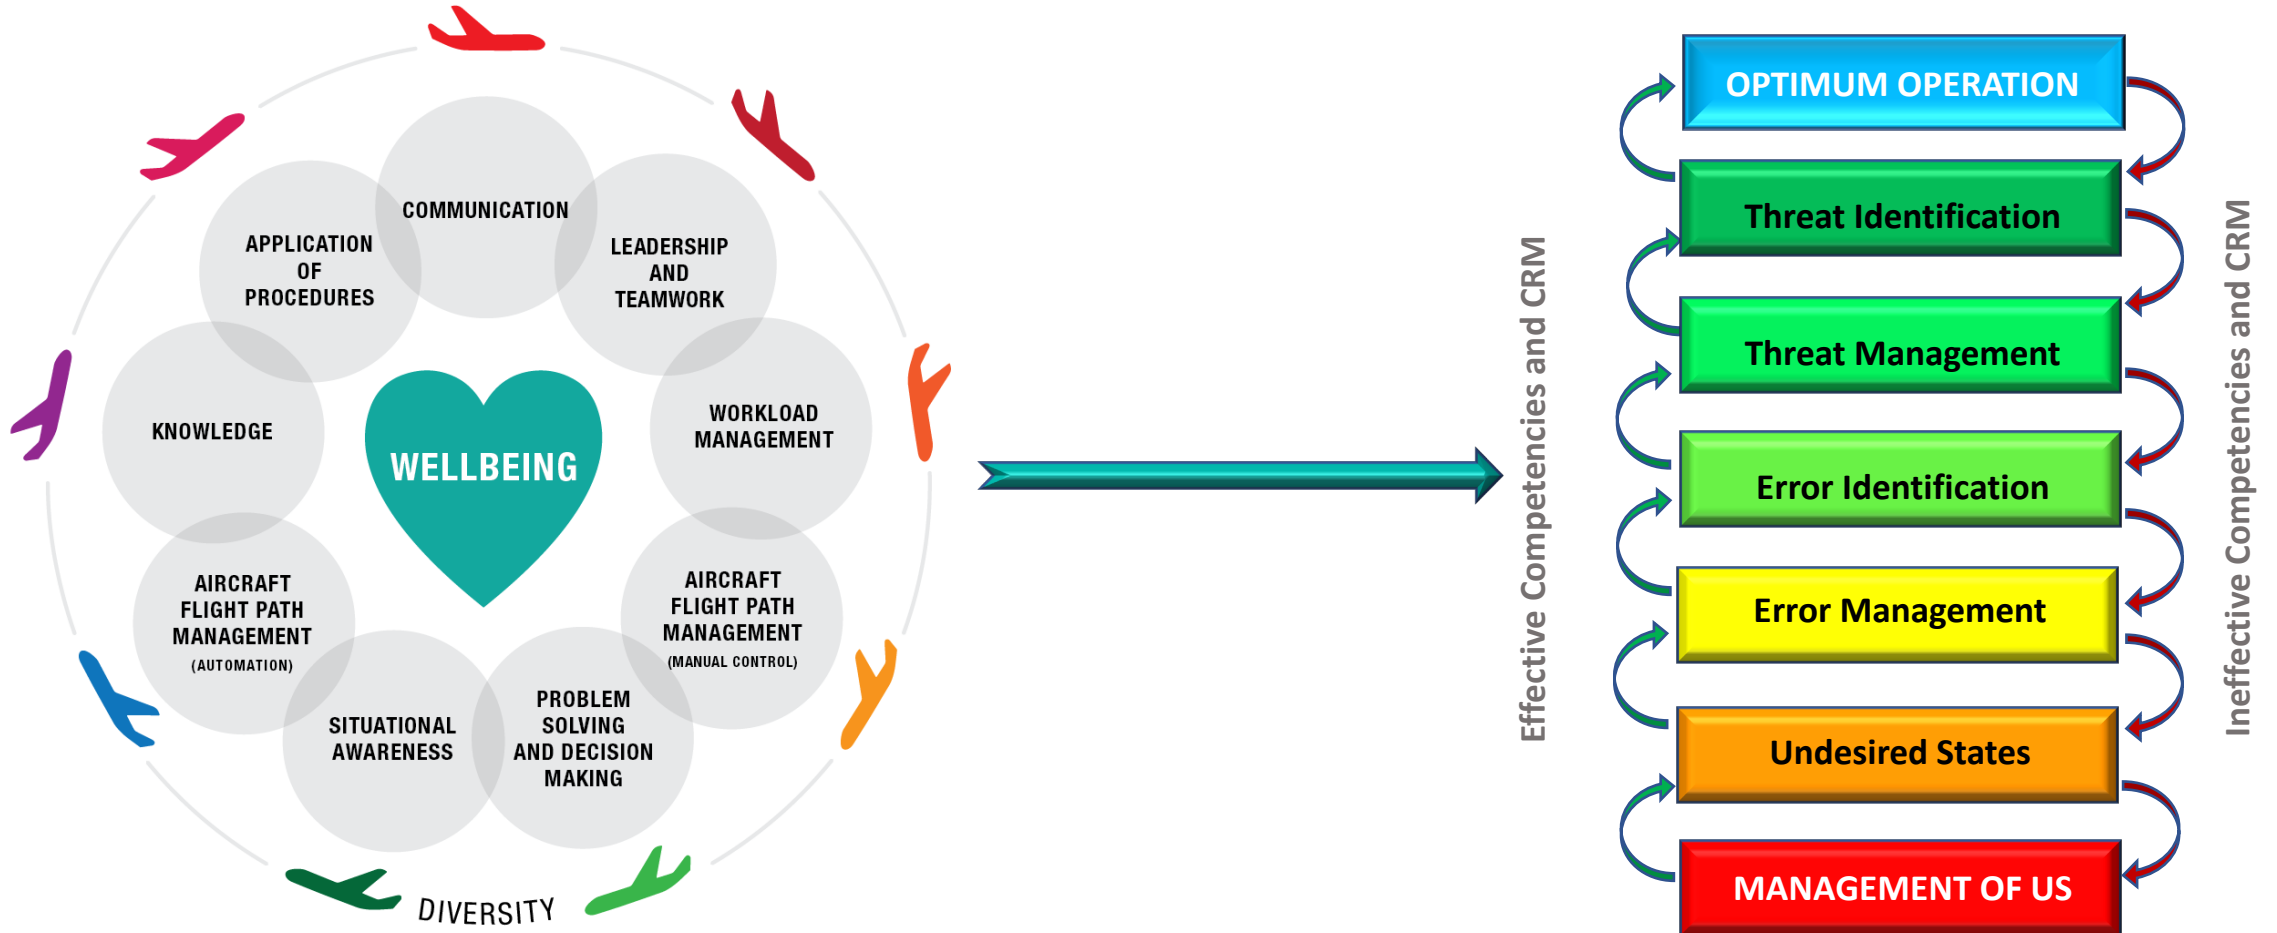 COMMUNICATION
LEADERSHIP
AND
TEAMWORK
WORKLOAD
MANAGEMENT
AIRCRAFT
FLIGHT PATH
MANAGEMENT
(MANUAL CONTROL)
PROBLEM
SOLVING
AND DECISION
MAKING
SITUATIONAL
AWARENESS
AIRCRAFT
FLIGHT PATH
MANAGEMENT
(AUTOMATION)
KNOWLEDGE
APPLICATION
OF
PROCEDURES
WELLBEING
DIVERSITY
Effective Competencies and CRM
OPTIMUM OPERATION
Threat Identification
Threat Management
Error Identification
Error Management
Undesired States
MANAGEMENT OF US
Ineffective Competencies and CRM